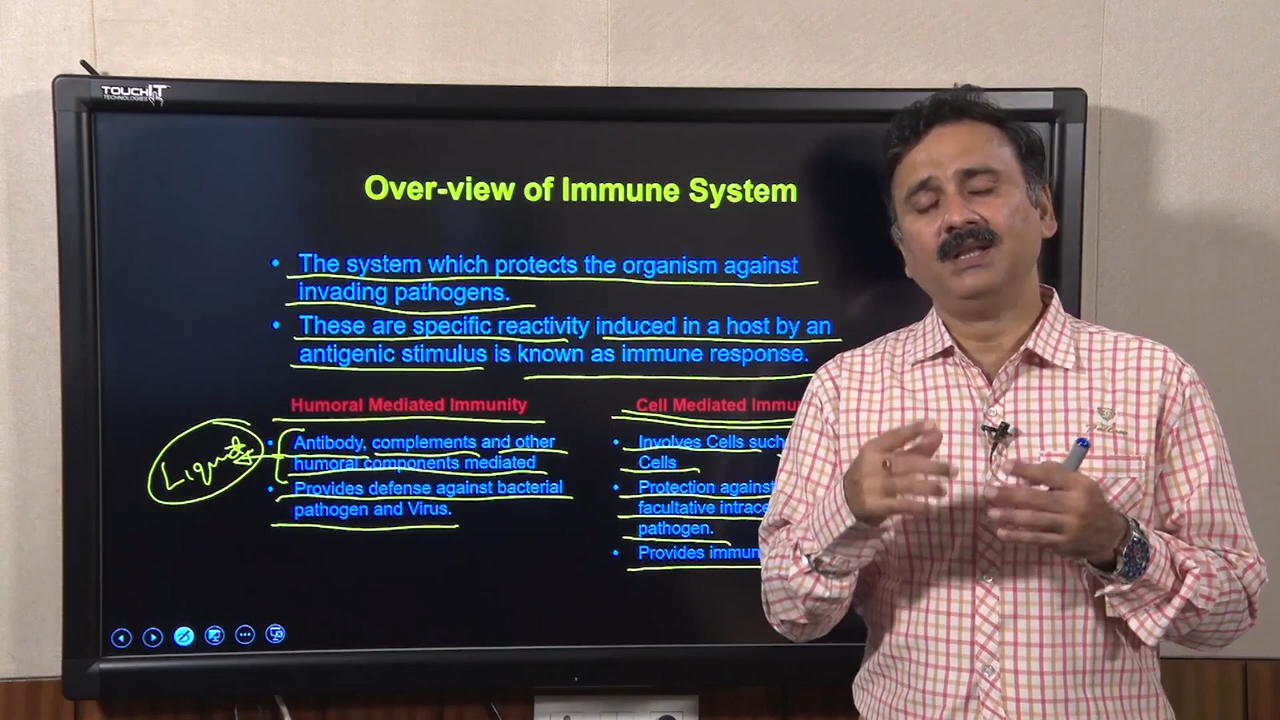 TOUCHIT
TECHNOLOGIES
Over-view of Immune System
• The system which protects the organism against
invading pathogens.
• These are specific reactivity induced in a host by an
antigenic stimulus is known as immune response.
Humoral Mediated Immunity
• Antibody, complements and other
humoral components mediated
• Provides defense against bacterial
pathogen and Virus.
Liquids
Cell Mediated Immu
• Involves Cells such
Cells
• Protection against
facultative intrace
pathogen.
• Provides immun